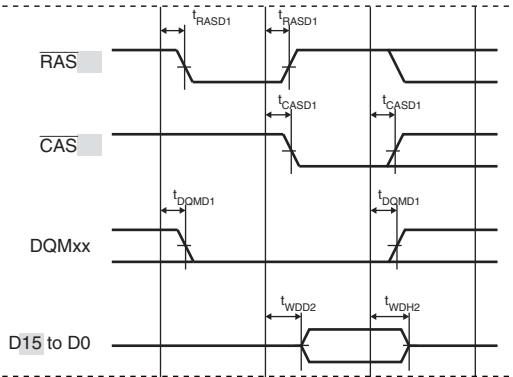 tRASD1 tRASD1
RAS
tCASD1 tCASD1
CAS
tDQMD1 tDQMD1
DQMxx
tWDD2 tWDH2
D15 to D0